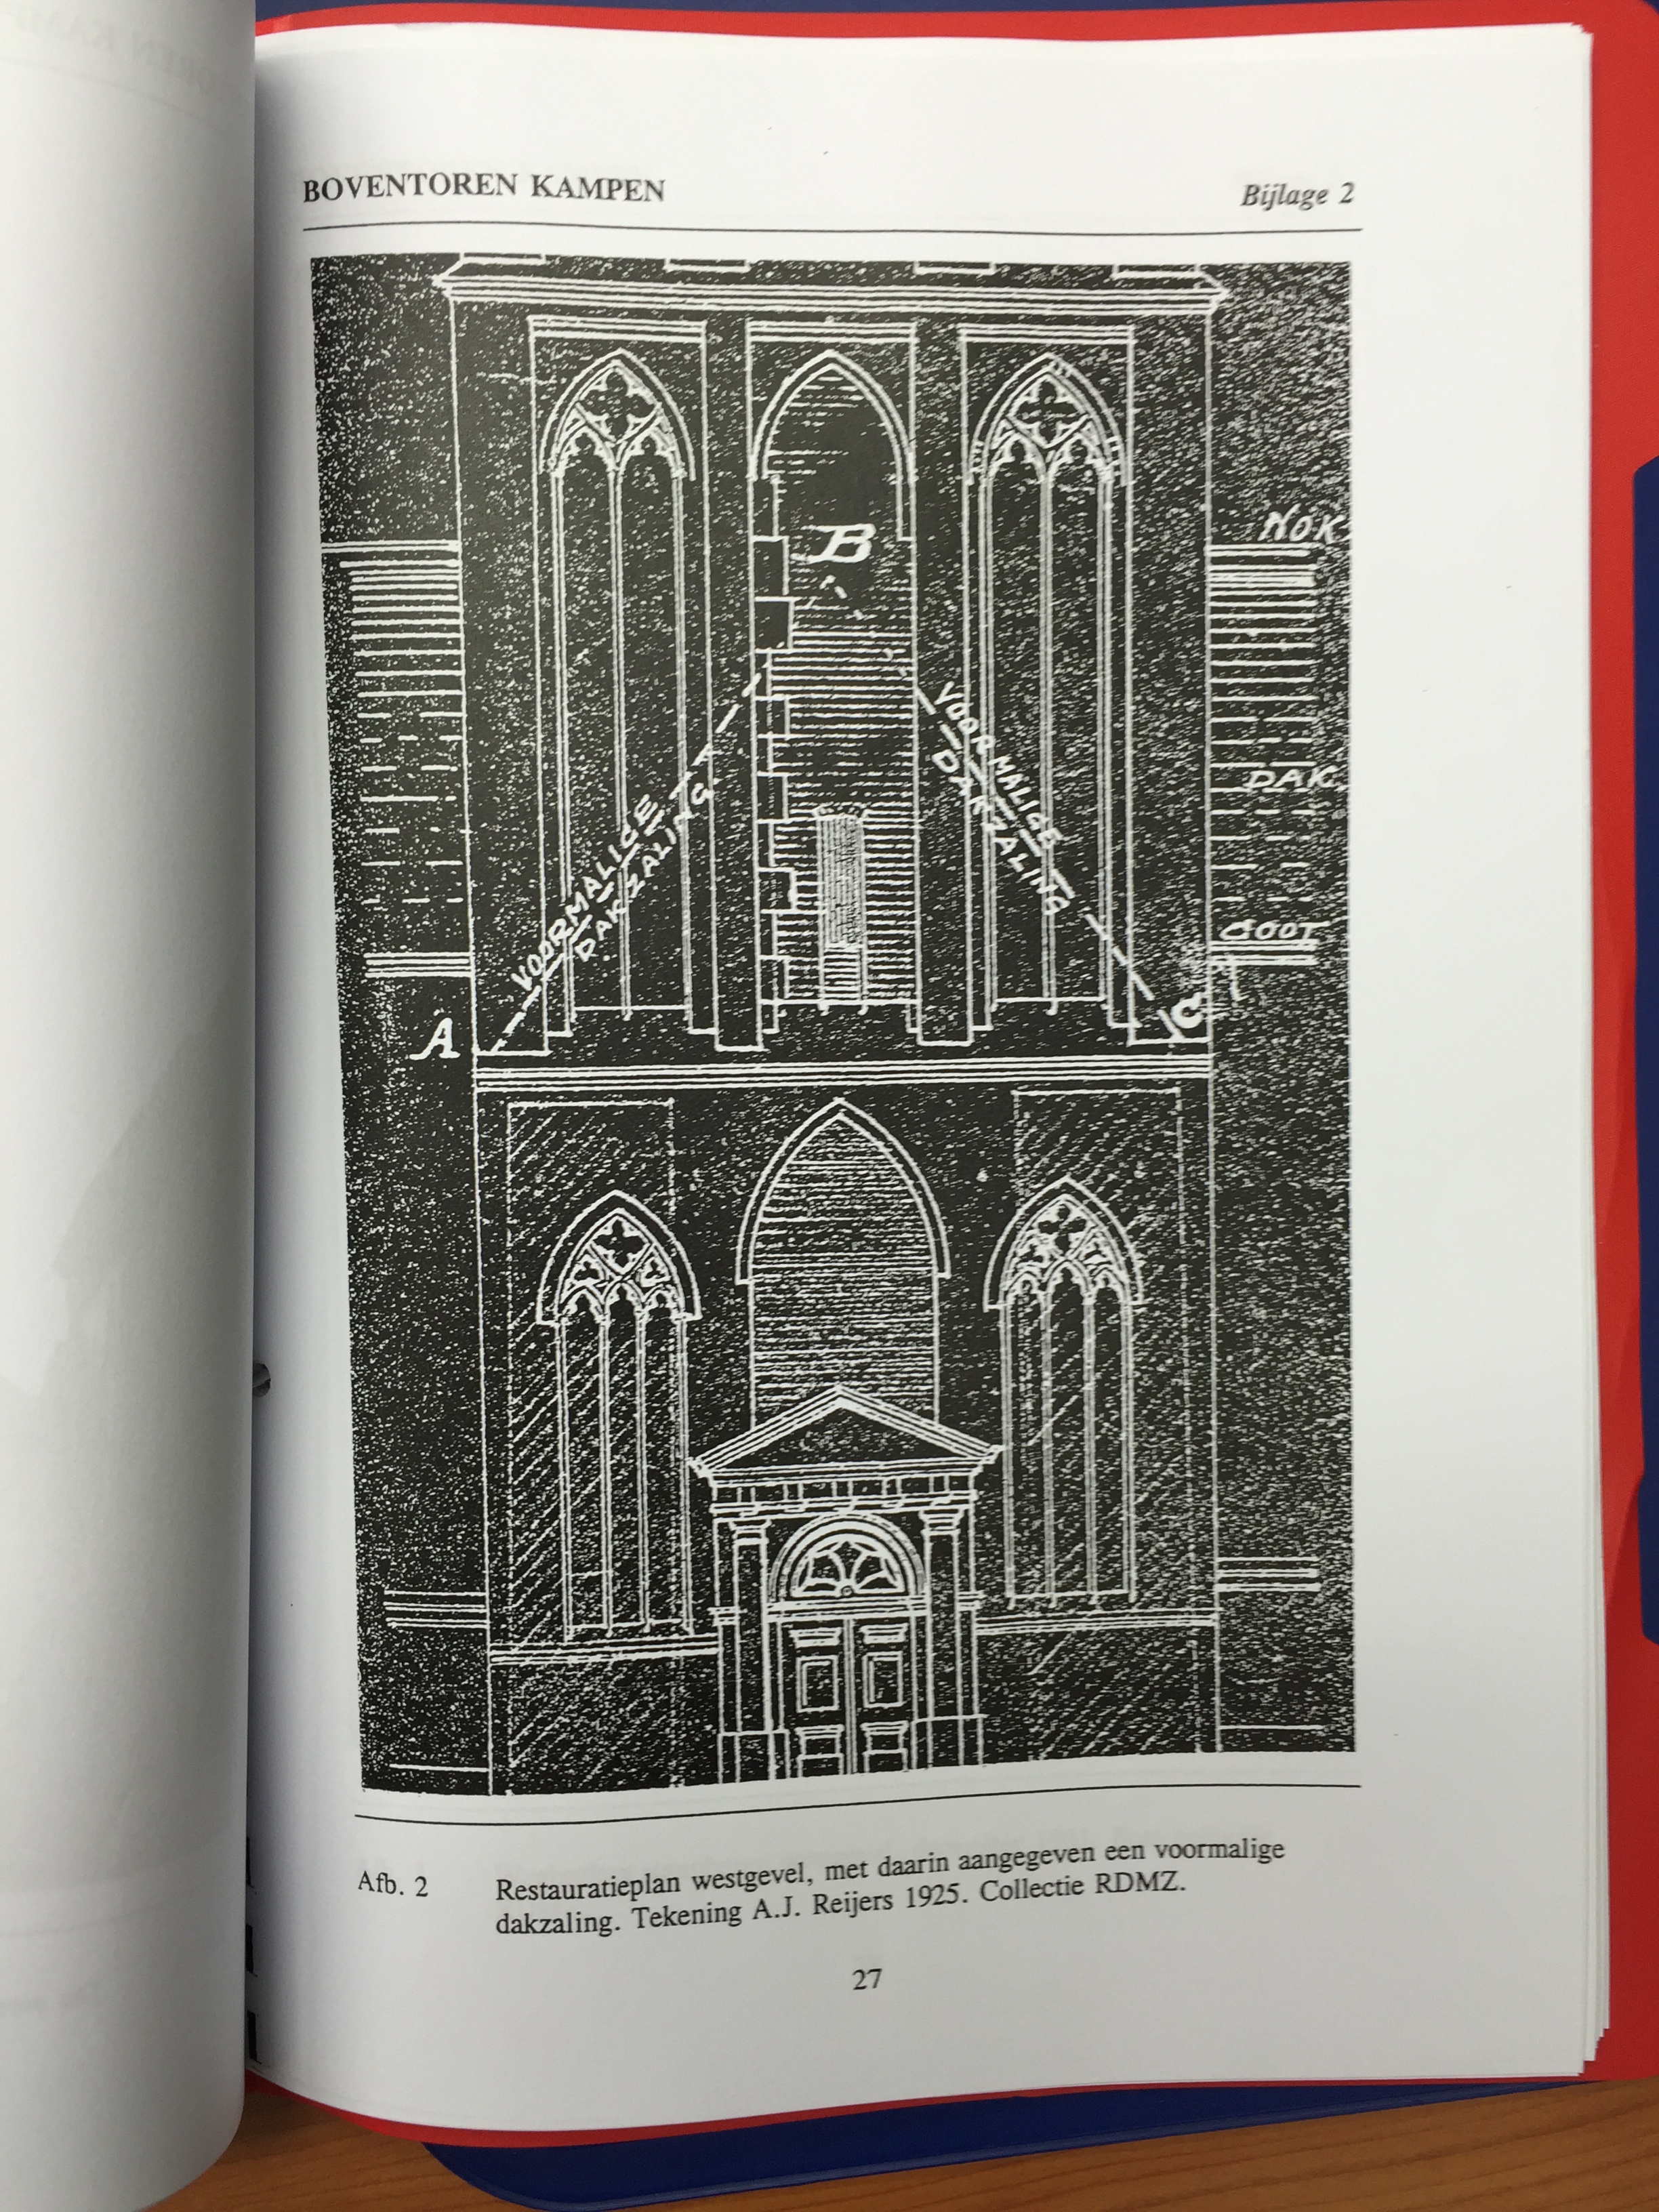 BOVENTOREN KAMPEN
Bijlage 2
B
NOK
VOORMALIGE
DAKZALING
VOORMALIGE
DAKZALING
DAK
GOOT
A
C
Afb. 2
Restauratieplan westgevel, met daarin aangegeven een voormalige
dakzaling. Tekening A.J. Reijers 1925. Collectie RDMZ.
27